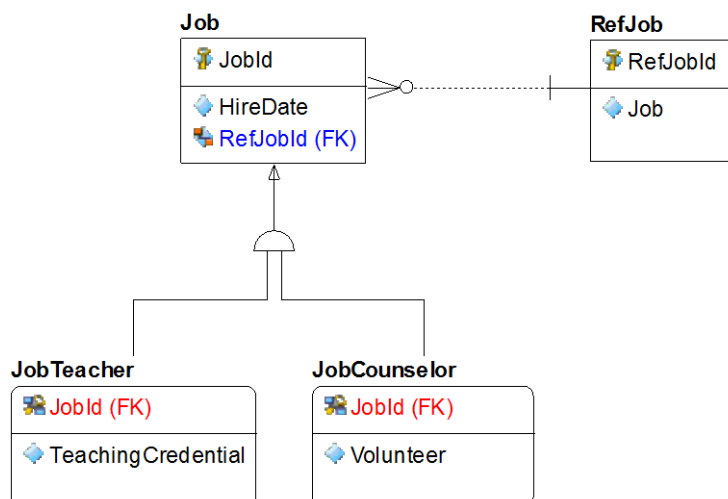 Job
JobId
HireDate
RefJobId (FK)
RefJob
RefJobId
Job
JobTeacher
JobId (FK)
TeachingCredential
JobCounselor
JobId (FK)
Volunteer